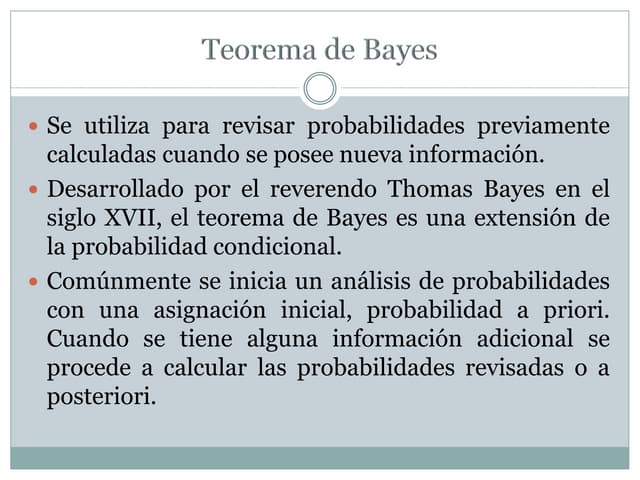 Teorema de Bayes
• Se utiliza para revisar probabilidades previamente
calculadas cuando se posee nueva información.
• Desarrollado por el reverendo Thomas Bayes en el
siglo XVII, el teorema de Bayes es una extensión de
la probabilidad condicional.
• Comúnmente se inicia un análisis de probabilidades
con una asignación inicial, probabilidad a priori.
Cuando se tiene alguna información adicional se
procede a calcular las probabilidades revisadas o a
posteriori.